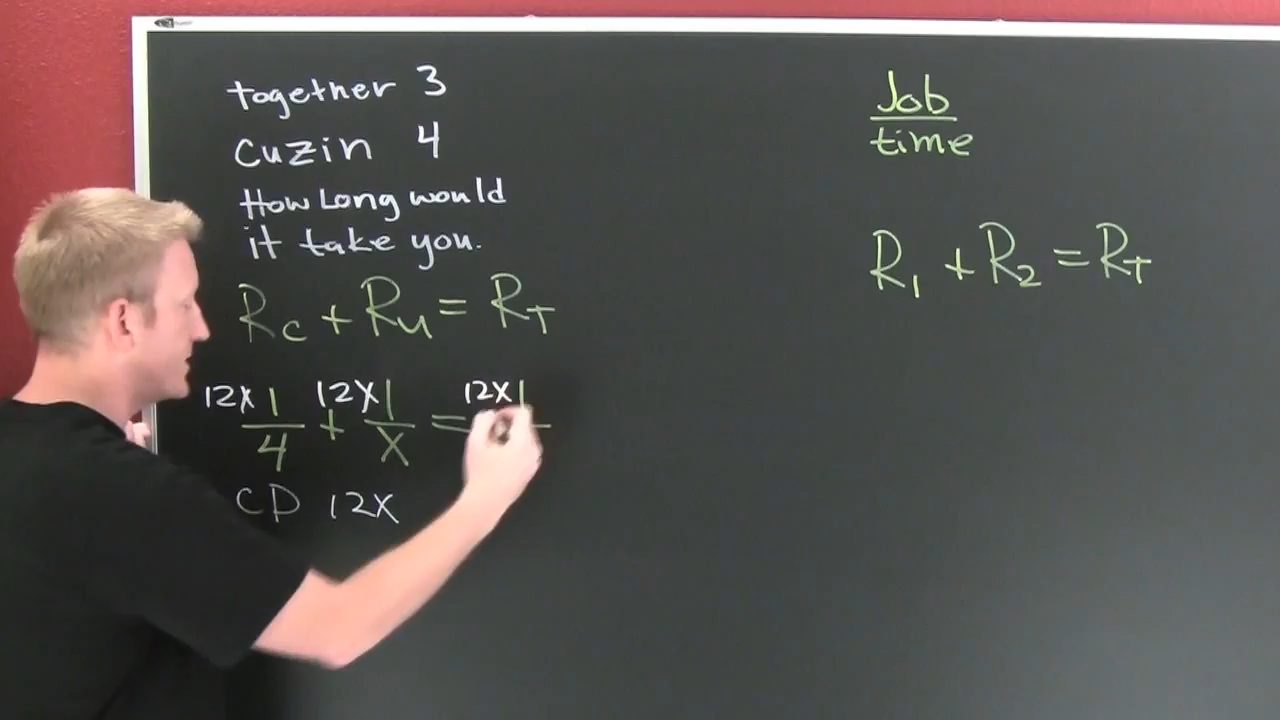 together 3
cuzin 4
How Long would
it take you.
Rc + Ru = RT
12x 1/4 + 12x 1/x = 12x 1
CD 12x
Job
time
R1 + R2 = RT